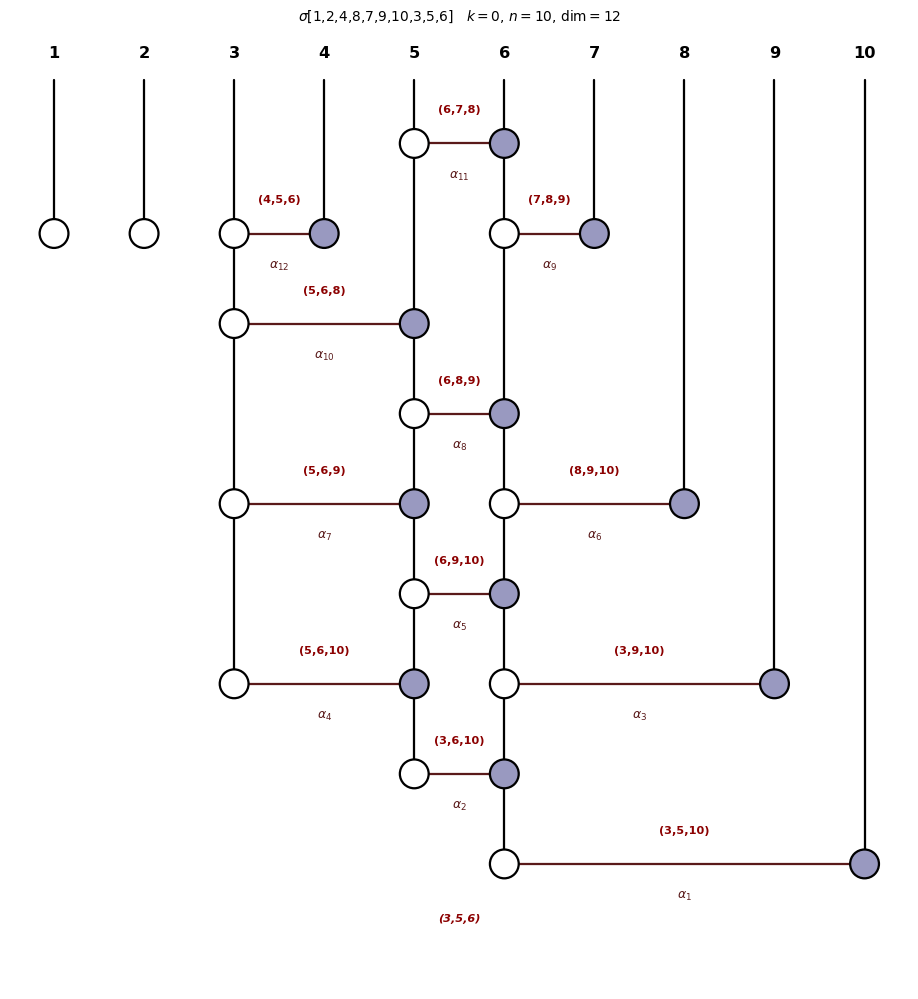 σ[1,2,4,8,7,9,10,3,5,6]   k=0, n=10, dim=12
1 2 3 4 5 6 7 8 9 10
(6,7,8)
α₁₁
(4,5,6) (7,8,9)
α₁₂ α₉
(5,6,8)
α₁₀
(6,8,9)
α₈
(5,6,9) (8,9,10)
α₇ α₆
(6,9,10)
α₅
(5,6,10) (3,9,10)
α₄ α₃
(3,6,10)
α₂
(3,5,10)
α₁
(3,5,6)